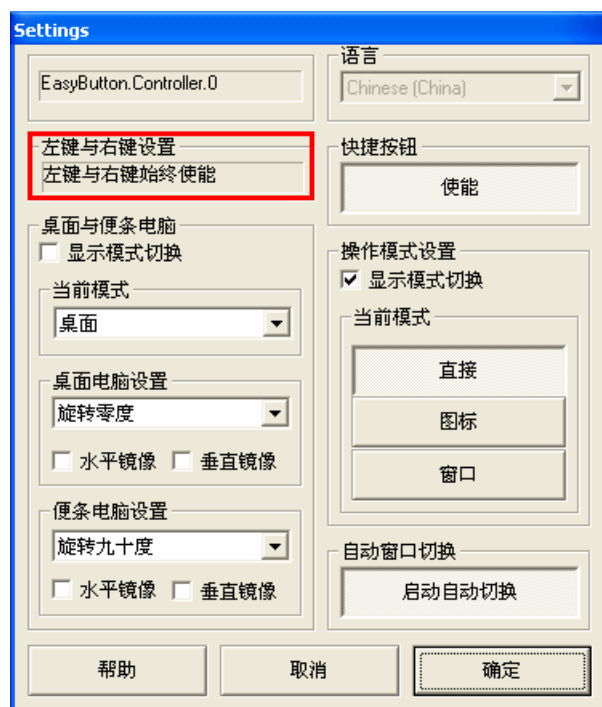 Settings
EasyButton.Controller.0
语言
Chinese (China)
左键与右键设置
左键与右键始终使能
快捷按钮
使能
桌面与便条电脑
显示模式切换
当前模式
桌面
桌面电脑设置
旋转零度
水平镜像
垂直镜像
便条电脑设置
旋转九十度
水平镜像
垂直镜像
操作模式设置
显示模式切换
当前模式
直接
图标
窗口
自动窗口切换
启动自动切换
帮助
取消
确定